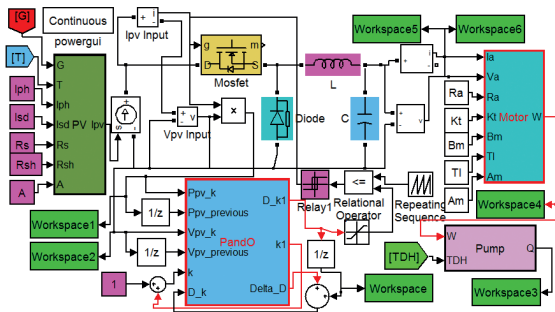 [G]
Continuous
powergui
Ipv Input
i
g
m
D
S
Mosfet
L
Workspace5
Workspace6
[T]
G
T
Iph
Isd
PV
Ipv
Rs
Rsh
A
Iph
Isd
Rs
Rsh
A
s
Vpv Input
v
×
Diode
C
i
v
Ia
Va
Ra
Kt
Motor
W
Bm
Tl
Am
Ra
Kt
Bm
Tl
Am
Workspace1
Workspace2
1/z
1/z
Ppv_k
Ppv_previous
Vpv_k
PandO
Vpv_previous
k
D_k
D_k1
k1
Delta_D
1
Relay1
<=
Relational
Operator
Repeating
Sequence
1/z
Workspace
Workspace4
[TDH]
W
TDH
Pump
Q
Workspace3